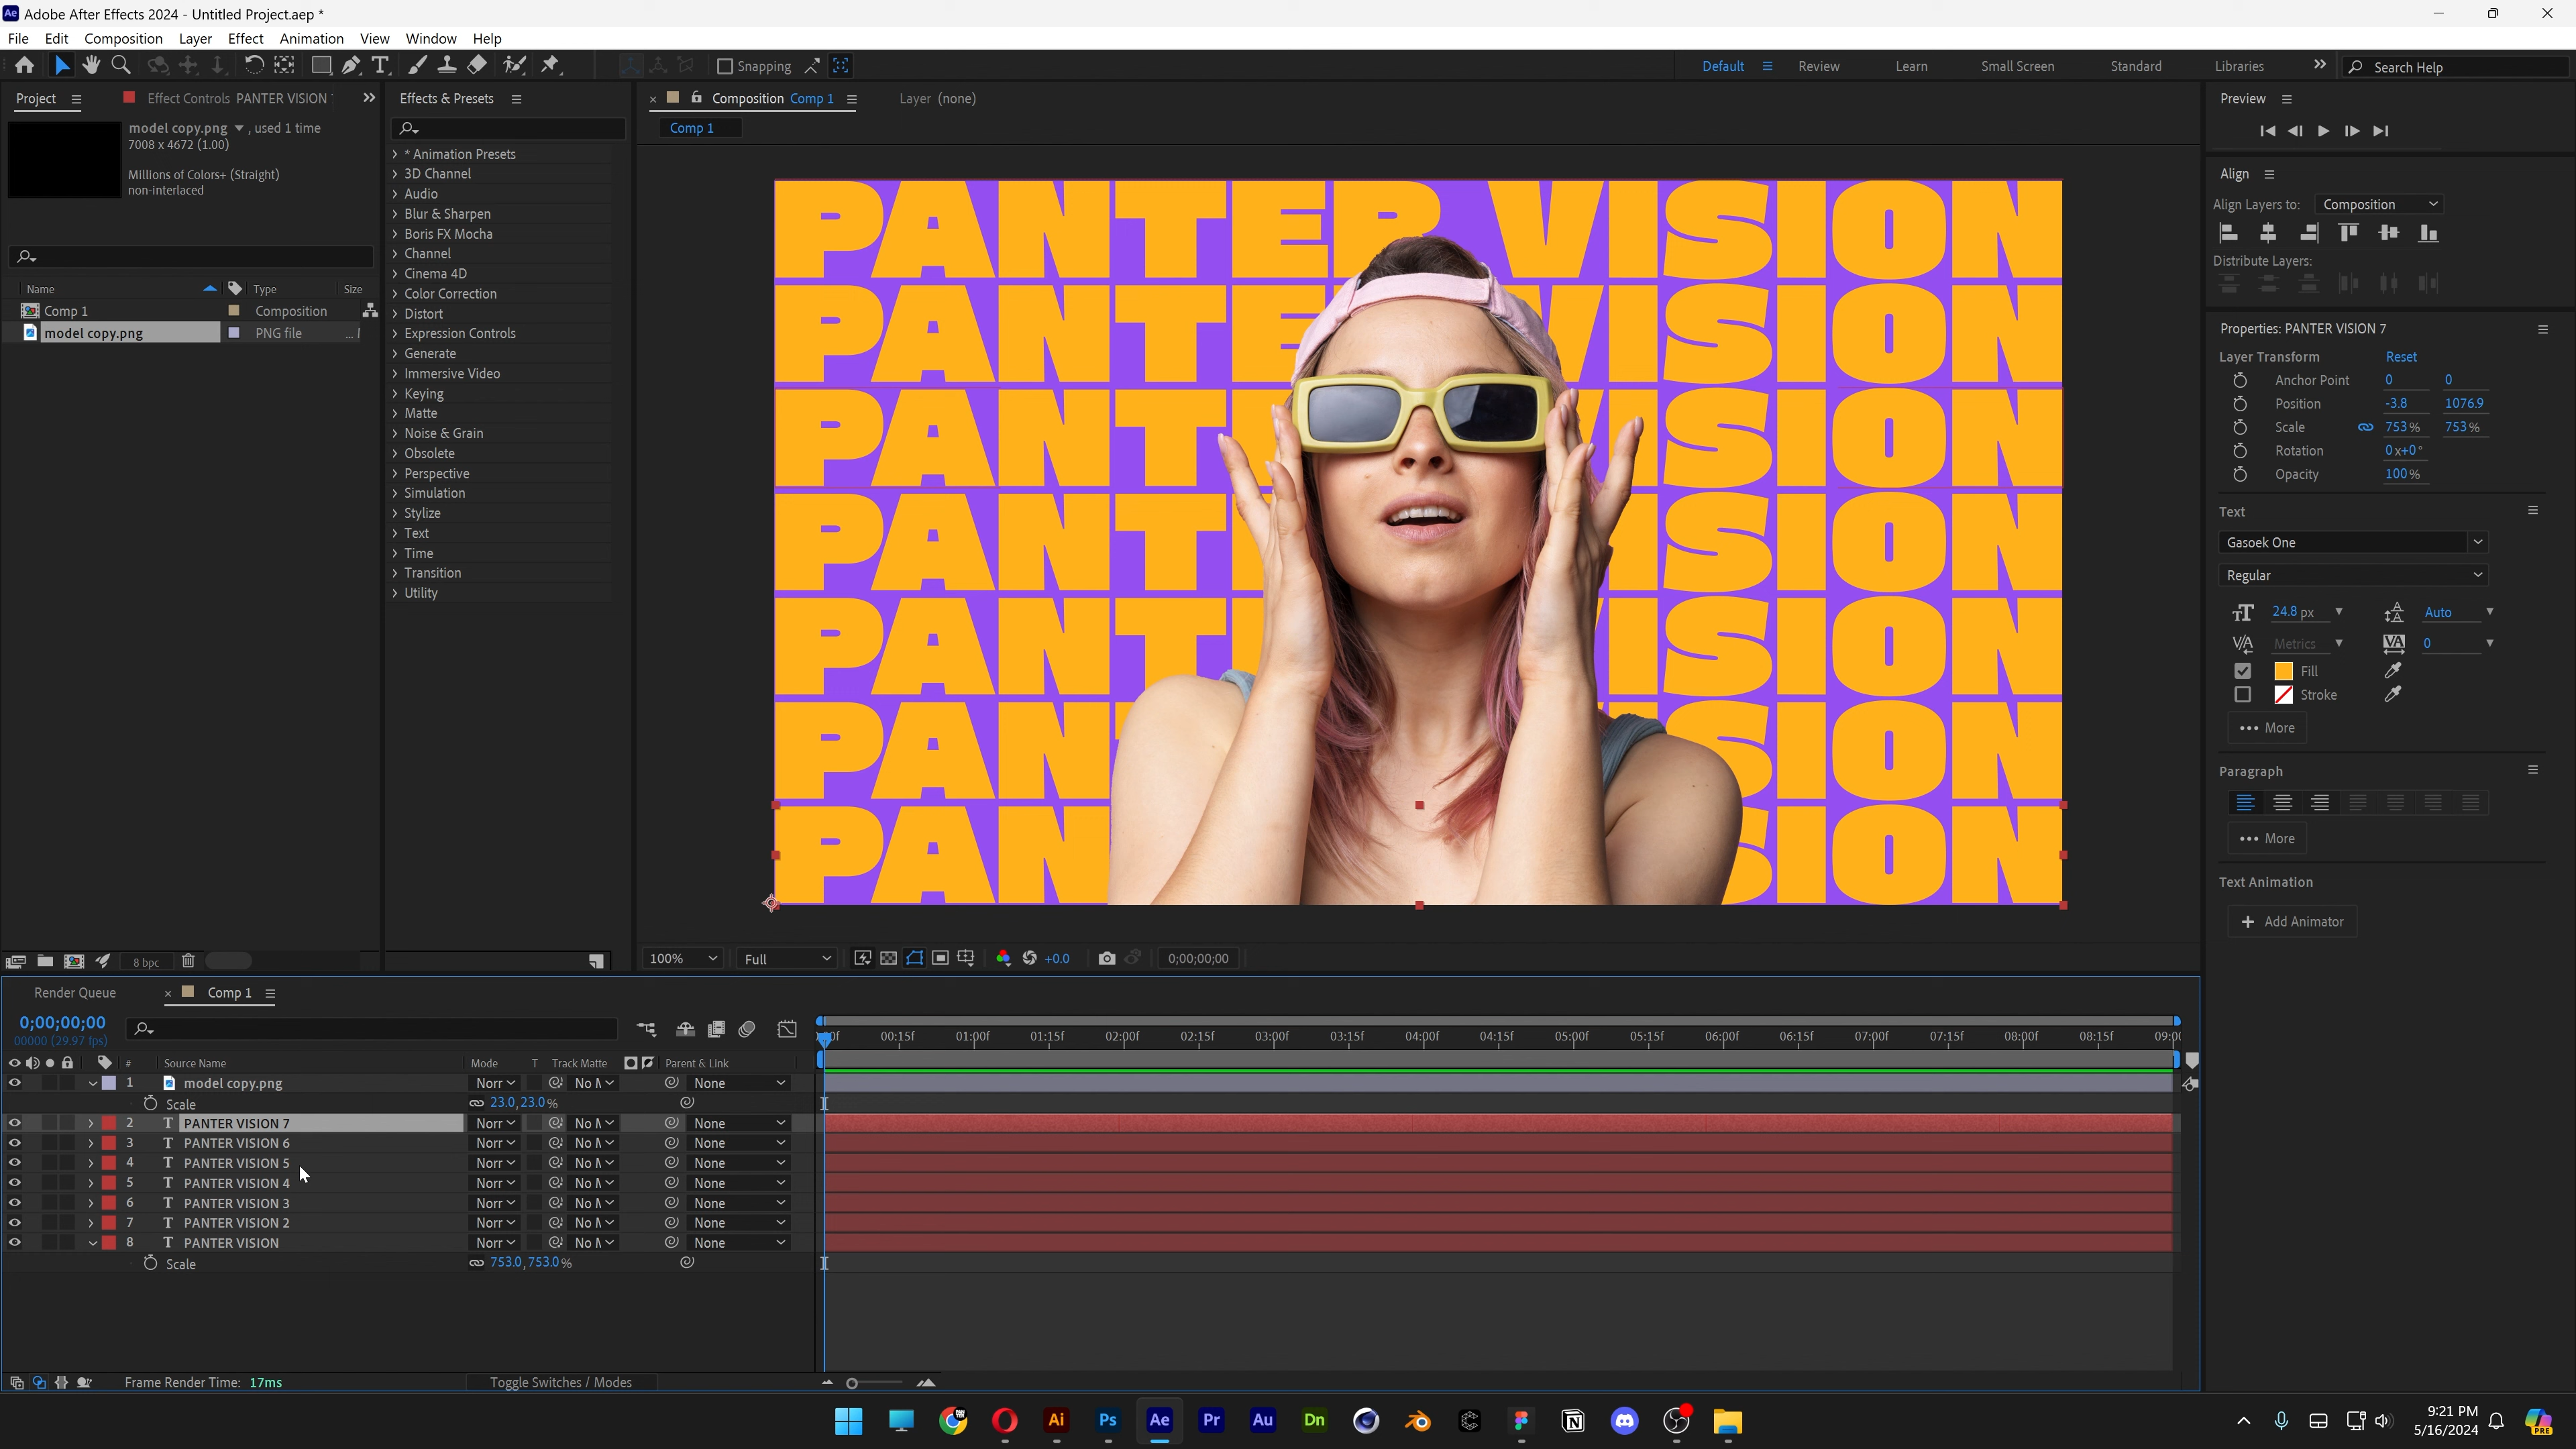 Ae Adobe After Effects 2024 - Untitled Project.aep *
File Edit Composition Layer Effect Animation View Window Help
Snapping
Default Review Learn Small Screen Standard Libraries Search Help
Project Effect Controls PANTER VISION
model copy.png , used 1 time
7008 x 4672 (1.00)
Millions of Colors+ (Straight)
non-interlaced
Name Type Size
Comp 1 Composition
model copy.png PNG file ...
8 bpc
Effects & Presets
* Animation Presets
3D Channel
Audio
Blur & Sharpen
Boris FX Mocha
Channel
Cinema 4D
Color Correction
Distort
Expression Controls
Generate
Immersive Video
Keying
Matte
Noise & Grain
Obsolete
Perspective
Simulation
Stylize
Text
Time
Transition
Utility
Composition Comp 1 Layer (none)
Comp 1
PANTER VISION
PANTE VISION
PANT ISION
PANT ISION
PANT ISION
PAN ISION
PAN SION
100% Full +0.0 0;00;00;00
Preview
Align
Align Layers to: Composition
Distribute Layers:
Properties: PANTER VISION 7
Layer Transform Reset
Anchor Point 0 0
Position -3.8 1076.9
Scale 753% 753%
Rotation 0x+0°
Opacity 100%
Text
Gasoek One
Regular
24.8 px Auto
Metrics 0
Fill
Stroke
More
Paragraph
More
Text Animation
Add Animator
Render Queue Comp 1
0;00;00;00
00000 (29.97 fps)
00:15f 01:00f 01:15f 02:00f 02:15f 03:00f 03:15f 04:00f 04:15f 05:00f 05:15f 06:00f 06:15f 07:00f 07:15f 08:00f 08:15f 09:00
# Source Name Mode T Track Matte Parent & Link
1 model copy.png Norr No None
Scale 23.0, 23.0%
2 T PANTER VISION 7 Norr No None
3 T PANTER VISION 6 Norr No None
4 T PANTER VISION 5 Norr No None
5 T PANTER VISION 4 Norr No None
6 T PANTER VISION 3 Norr No None
7 T PANTER VISION 2 Norr No None
8 T PANTER VISION Norr No None
Scale 753.0, 753.0%
Frame Render Time: 17ms Toggle Switches / Modes
Ai Ps Ae Pr Au Dn
9:21 PM
5/16/2024
PRE